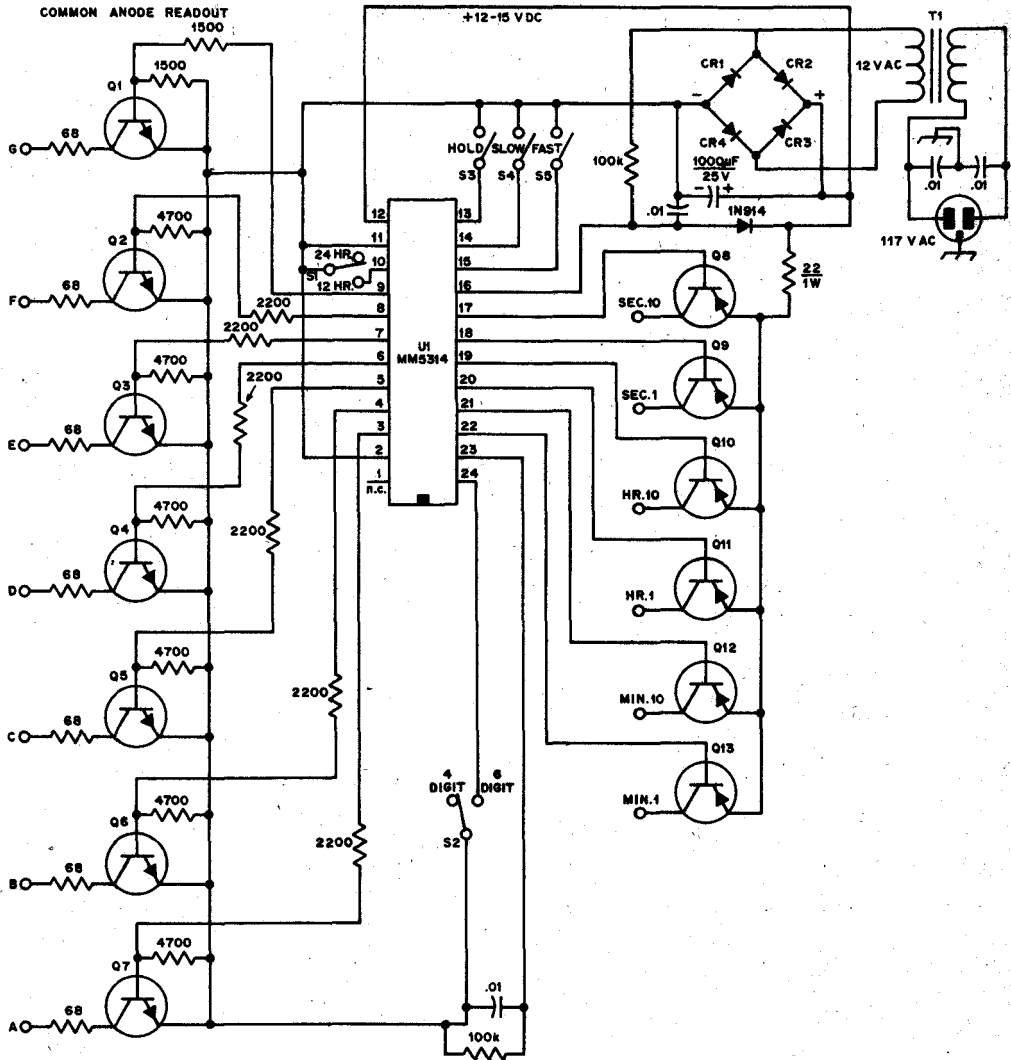 COMMON ANODE READOUT
1500
1500
Q1
68
G
4700
Q2
68
F
2200
2200
4700
Q3
68
E
2200
4700
Q4
68
D
2200
4700
Q5
68
C
2200
4700
Q6
68
B
2200
4700
Q7
68
A
+12-15 VDC
HOLD
SLOW
FAST
S3
S4
S5
24 HR.
S1
12 HR.
12
11
10
9
8
7
6
5
4
3
2
1
n.c.
U1
MM5314
13
14
15
16
17
18
19
20
21
22
23
24
100k
CR1
CR2
CR4
CR3
-
+
1000µF
25V
- +
.01
1N914
12 VAC
T1
.01
.01
117 VAC
22
1W
Q8
SEC.10
Q9
SEC.1
Q10
HR.10
Q11
HR.1
Q12
MIN.10
Q13
MIN.1
4
DIGIT
6
DIGIT
S2
.01
100k